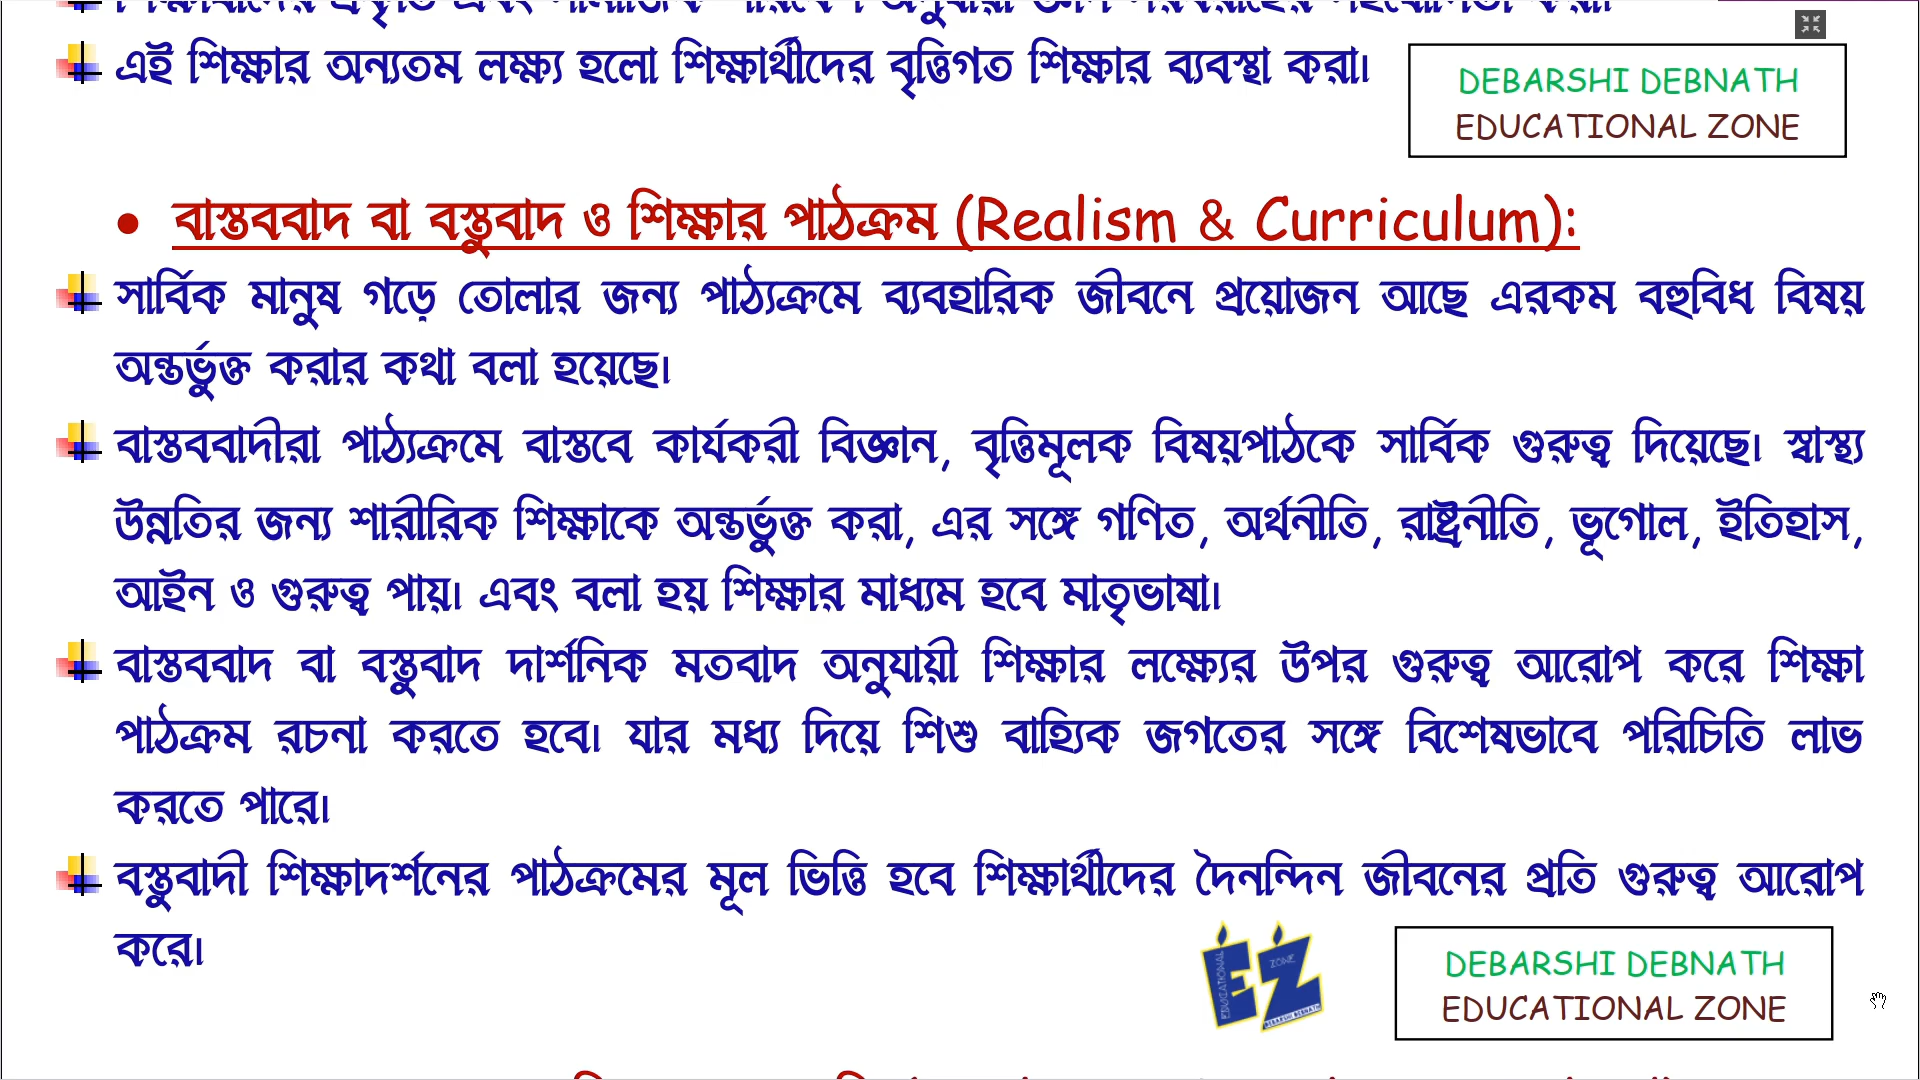 এই শিক্ষার অন্যতম লক্ষ্য হলো শিক্ষার্থীদের বৃত্তিগত শিক্ষার ব্যবস্থা করা।
DEBARSHI DEBNATH
EDUCATIONAL ZONE
• বাস্তববাদ বা বস্তুবাদ ও শিক্ষার পাঠক্রম (Realism & Curriculum):
সার্বিক মানুষ গড়ে তোলার জন্য পাঠ্যক্রমে ব্যবহারিক জীবনে প্রয়োজন আছে এরকম বহুবিধ বিষয়
অন্তর্ভুক্ত করার কথা বলা হয়েছে।
বাস্তববাদীরা পাঠ্যক্রমে বাস্তবে কার্যকরী বিজ্ঞান, বৃত্তিমূলক বিষয়পাঠকে সার্বিক গুরুত্ব দিয়েছে। স্বাস্থ্য
উন্নতির জন্য শারীরিক শিক্ষাকে অন্তর্ভুক্ত করা, এর সঙ্গে গণিত, অর্থনীতি, রাষ্ট্রনীতি, ভূগোল, ইতিহাস,
আইন ও গুরুত্ব পায়। এবং বলা হয় শিক্ষার মাধ্যম হবে মাতৃভাষা।
বাস্তববাদ বা বস্তুবাদ দার্শনিক মতবাদ অনুযায়ী শিক্ষার লক্ষ্যের উপর গুরুত্ব আরোপ করে শিক্ষা
পাঠক্রম রচনা করতে হবে। যার মধ্য দিয়ে শিশু বাহ্যিক জগতের সঙ্গে বিশেষভাবে পরিচিতি লাভ
করতে পারে।
বস্তুবাদী শিক্ষাদর্শনের পাঠক্রমের মূল ভিত্তি হবে শিক্ষার্থীদের দৈনন্দিন জীবনের প্রতি গুরুত্ব আরোপ
করে।
EDUCATIONAL
ZONE
EZ
DEBARSHI DEBNATH
DEBARSHI DEBNATH
EDUCATIONAL ZONE